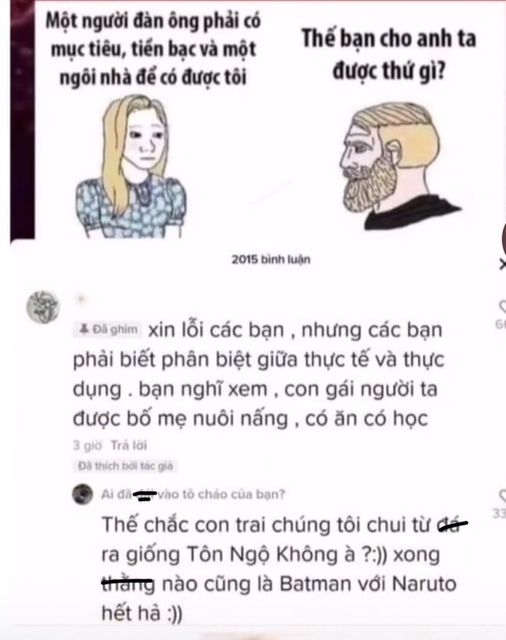 Một người đàn ông phải có
mục tiêu, tiền bạc và một
ngôi nhà để có được tôi
Thế bạn cho anh ta
được thứ gì?
2015 bình luận
Đã ghim xin lỗi các bạn , nhưng các bạn
phải biết phân biệt giữa thực tế và thực
dụng . bạn nghĩ xem , con gái người ta
được bố mẹ nuôi nấng , có ăn có học
3 giờ Trả lời
Đã thích bởi tác giả
Ai đã vào tô cháo của bạn?
Thế chắc con trai chúng tôi chui từ đá
ra giống Tôn Ngộ Không à ?:)) xong
thằng nào cũng là Batman với Naruto
hết hả :))
33